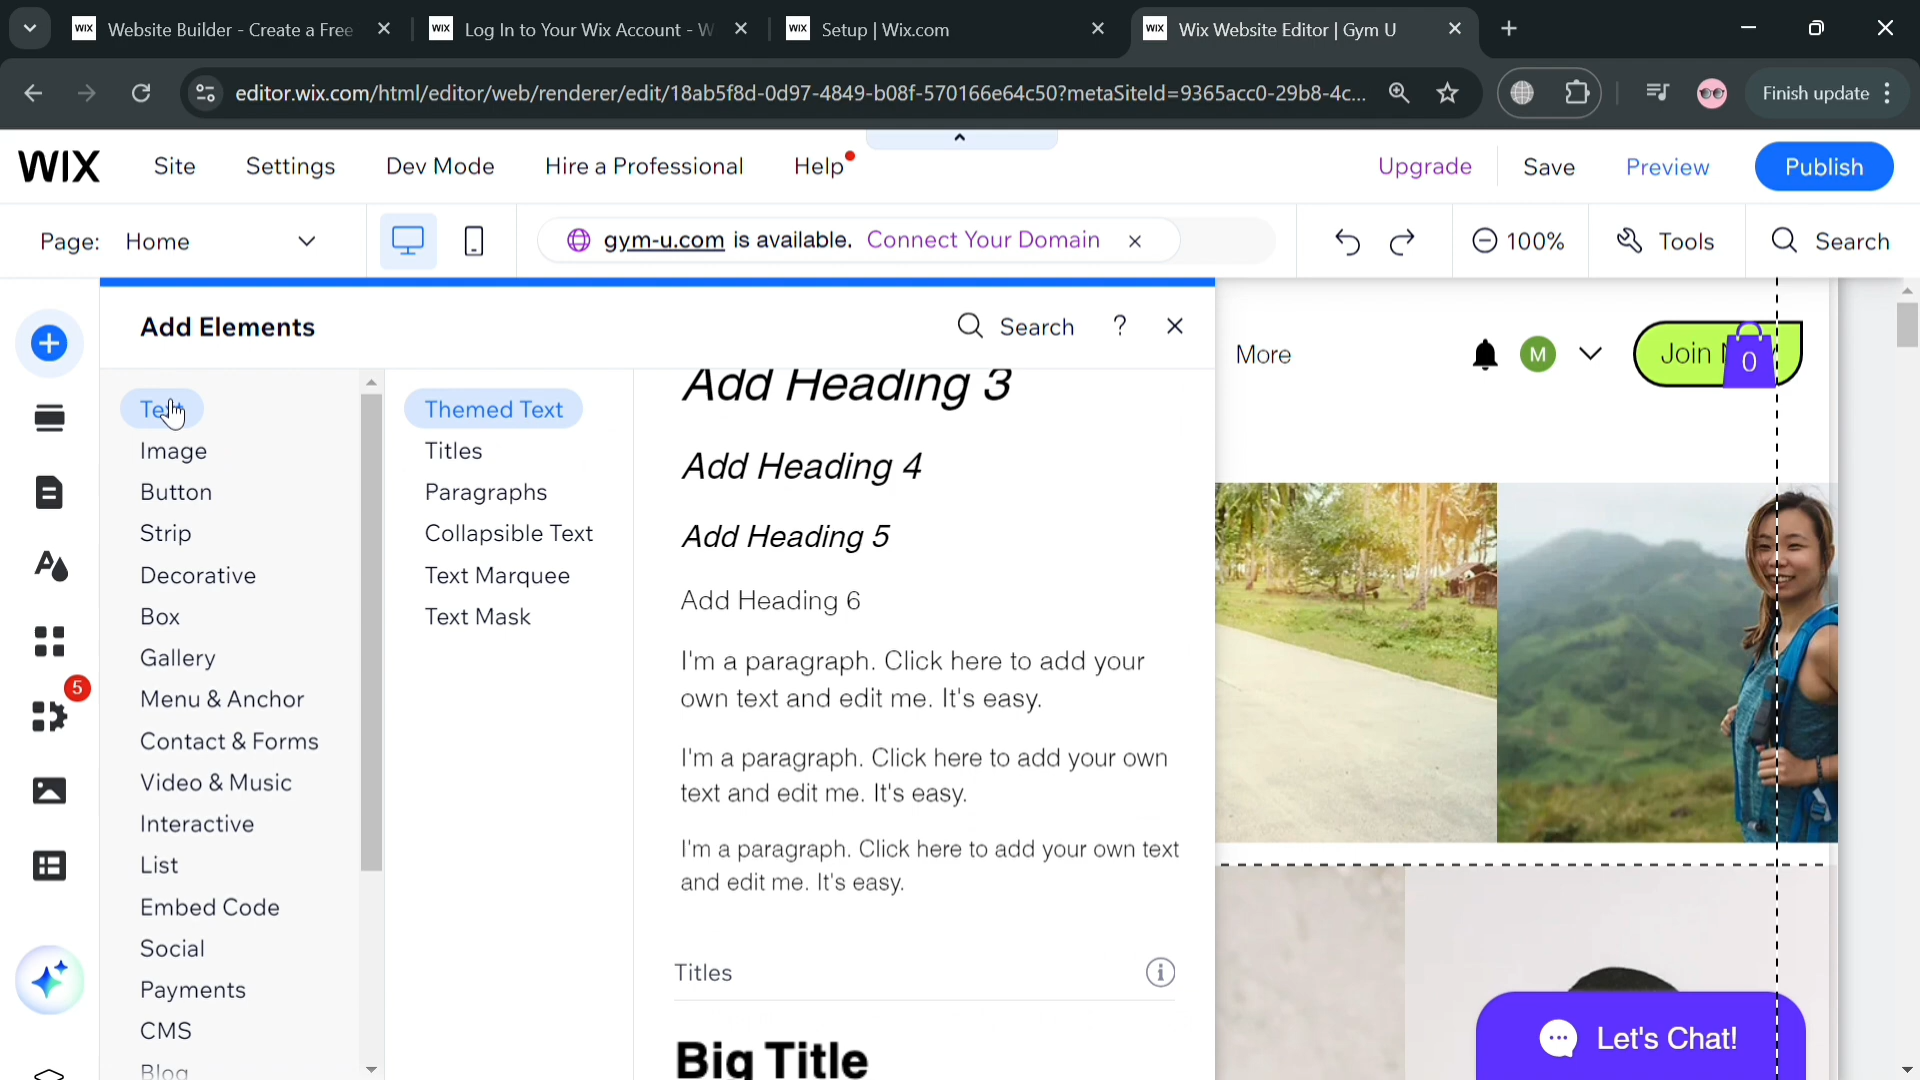 Website Builder - Create a Free
Log In to Your Wix Account - W
Setup | Wix.com
Wix Website Editor | Gym U
editor.wix.com/html/editor/web/renderer/edit/18ab5f8d-0d97-4849-b08f-570166e64c50?metaSiteId=9365acc0-29b8-4c...
Finish update
WIX
Site
Settings
Dev Mode
Hire a Professional
Help
Upgrade
Save
Preview
Publish
Page: Home
gym-u.com is available. Connect Your Domain
100%
Tools
Search
Add Elements
Search
?
More
M
Join
0
5
Text
Image
Button
Strip
Decorative
Box
Gallery
Menu & Anchor
Contact & Forms
Video & Music
Interactive
List
Embed Code
Social
Payments
CMS
Blog
Themed Text
Titles
Paragraphs
Collapsible Text
Text Marquee
Text Mask
Add Heading 3
Add Heading 4
Add Heading 5
Add Heading 6
I'm a paragraph. Click here to add your
own text and edit me. It's easy.
I'm a paragraph. Click here to add your own
text and edit me. It's easy.
I'm a paragraph. Click here to add your own text
and edit me. It's easy.
Titles
Big Title
Let's Chat!